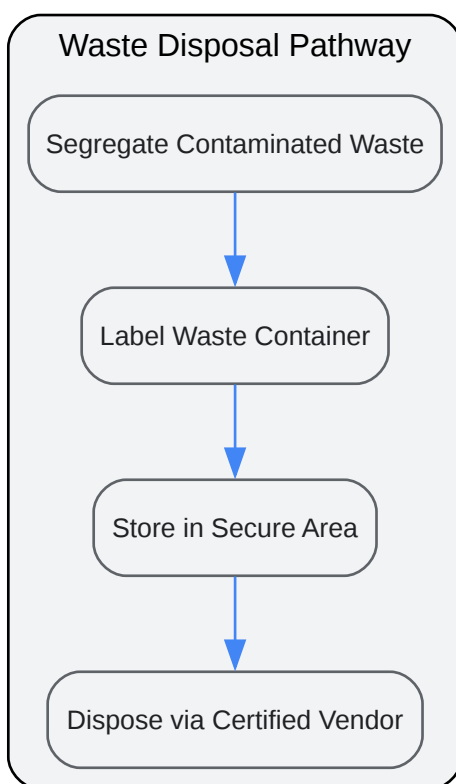 Waste Disposal Pathway
Segregate Contaminated Waste
Label Waste Container
Store in Secure Area
Dispose via Certified Vendor